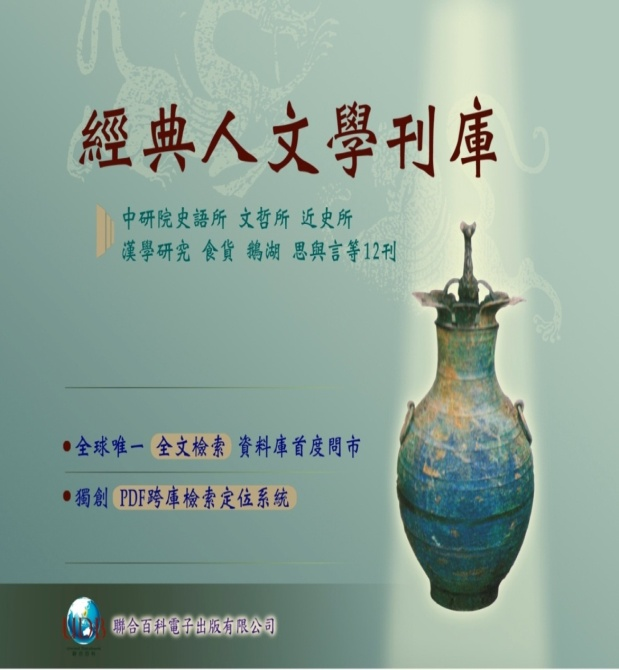 經典人文學刊庫
中研院史語所 文哲所 近史所
漢學研究 食貨 鵝湖 思與言等12刊
全球唯一 全文檢索 資料庫首度問市
獨創 PDF跨庫檢索定位系統
聯合百科電子出版有限公司